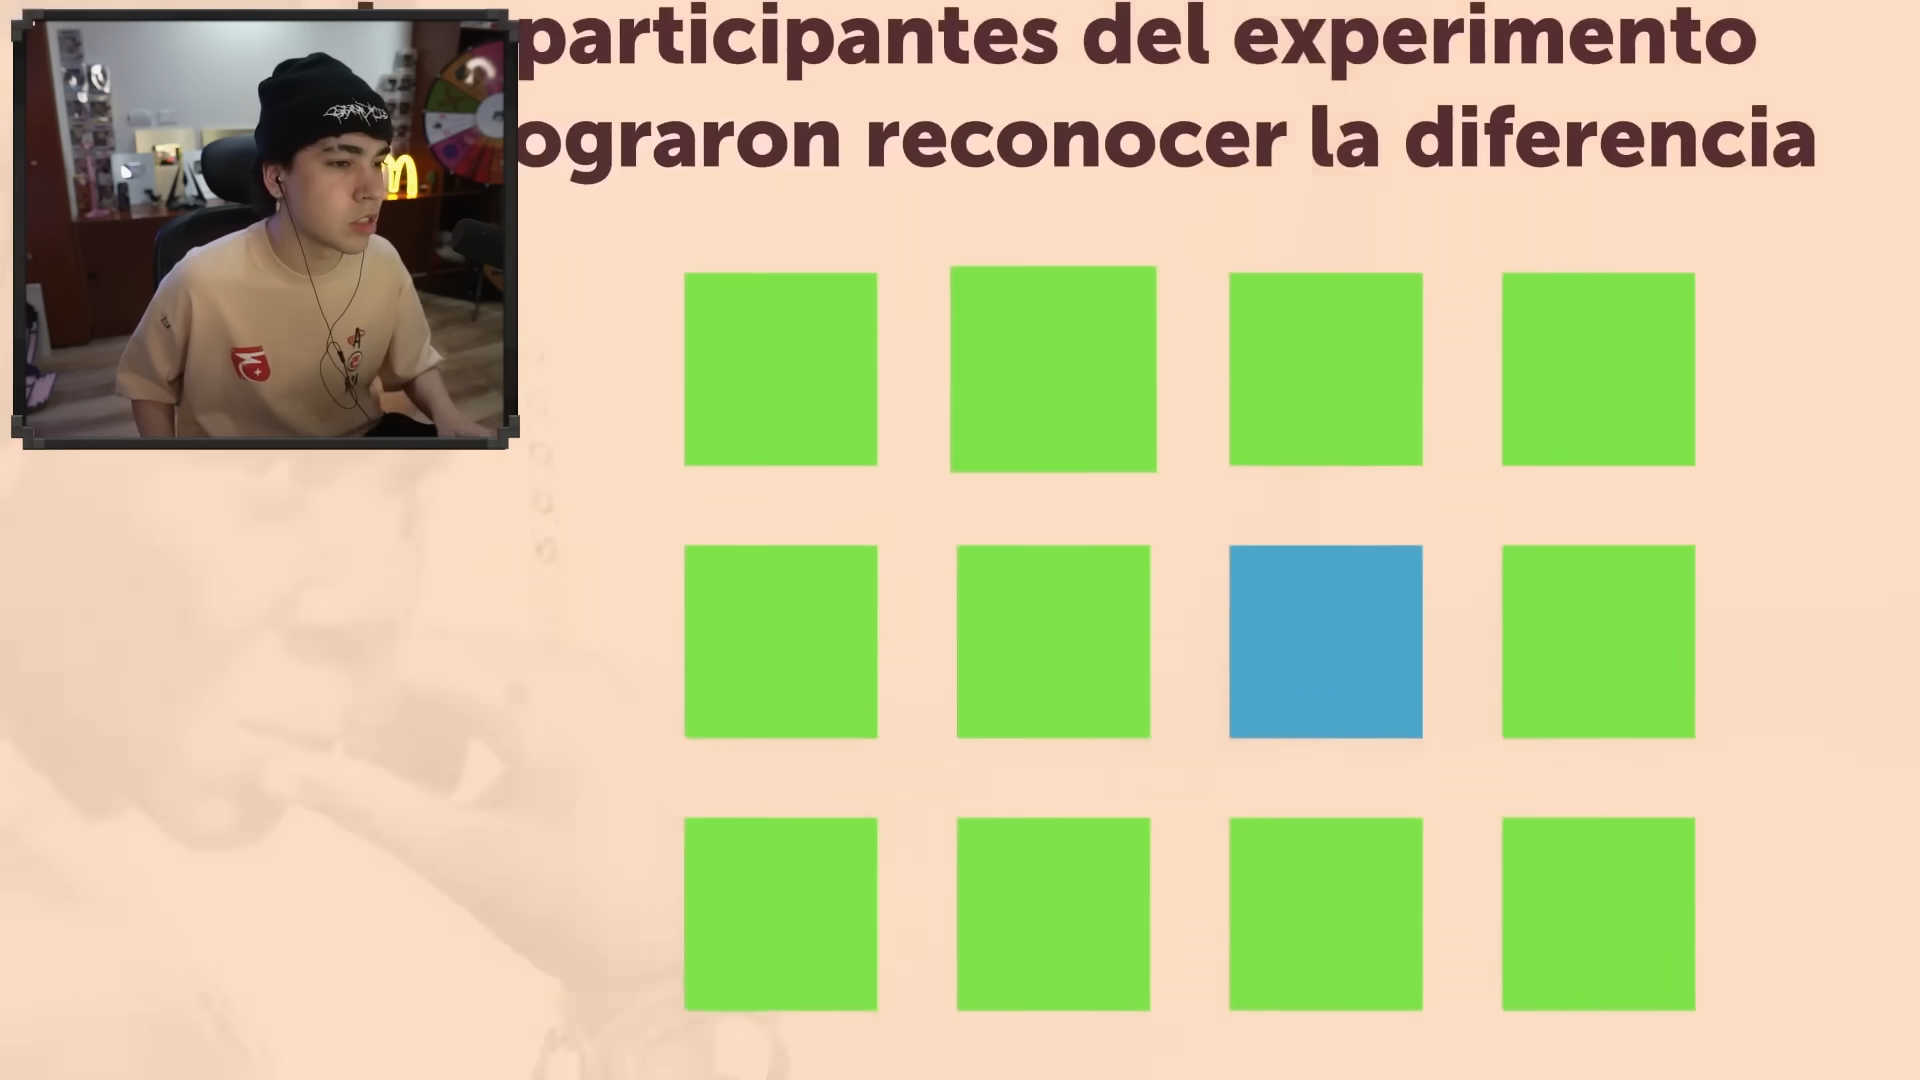 participantes del experimento
ograron reconocer la diferencia